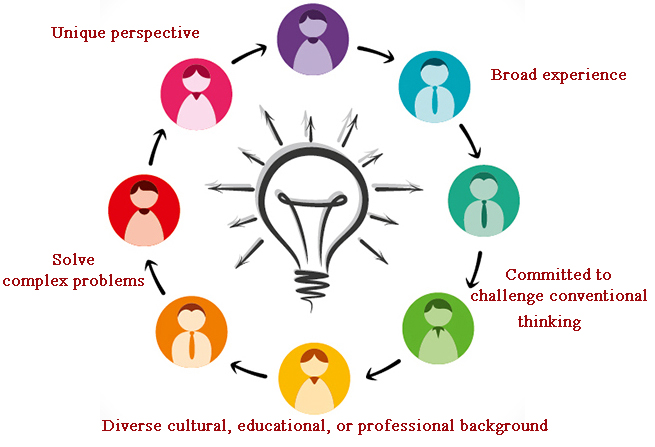 Unique perspective
Broad experience
Committed to
challenge conventional
thinking
Solve
complex problems
Diverse cultural, educational, or professional background